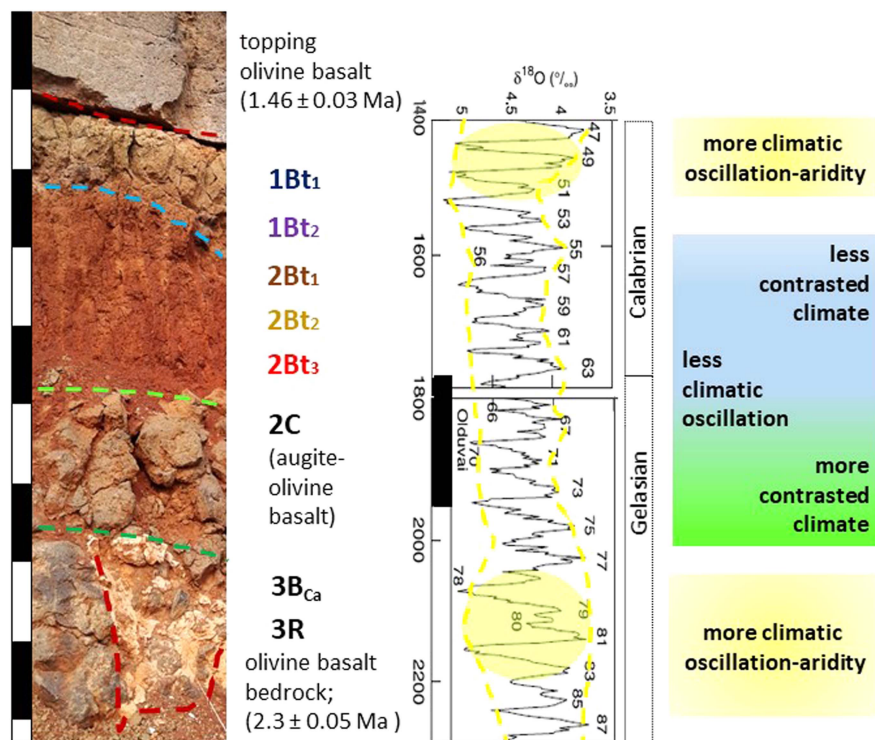 topping
olivine basalt
(1.46 ± 0.03 Ma)
1Bt₁
1Bt₂
2Bt₁
2Bt₂
2Bt₃
2C
(augite-
olivine
basalt)
3B_Ca
3R
olivine basalt
bedrock;
(2.3 ± 0.05 Ma )
δ¹⁸O (⁰/₀₀)
5
4.5
4
3.5
1400
1600
1800
2000
2200
47
49
51
53
55
56
57
59
61
63
66
67
70
71
73
75
77
78
79
80
81
83
85
87
Olduvai
Calabrian
Gelasian
more climatic
oscillation-aridity
less
contrasted
climate
less
climatic
oscillation
more
contrasted
climate
more climatic
oscillation-aridity